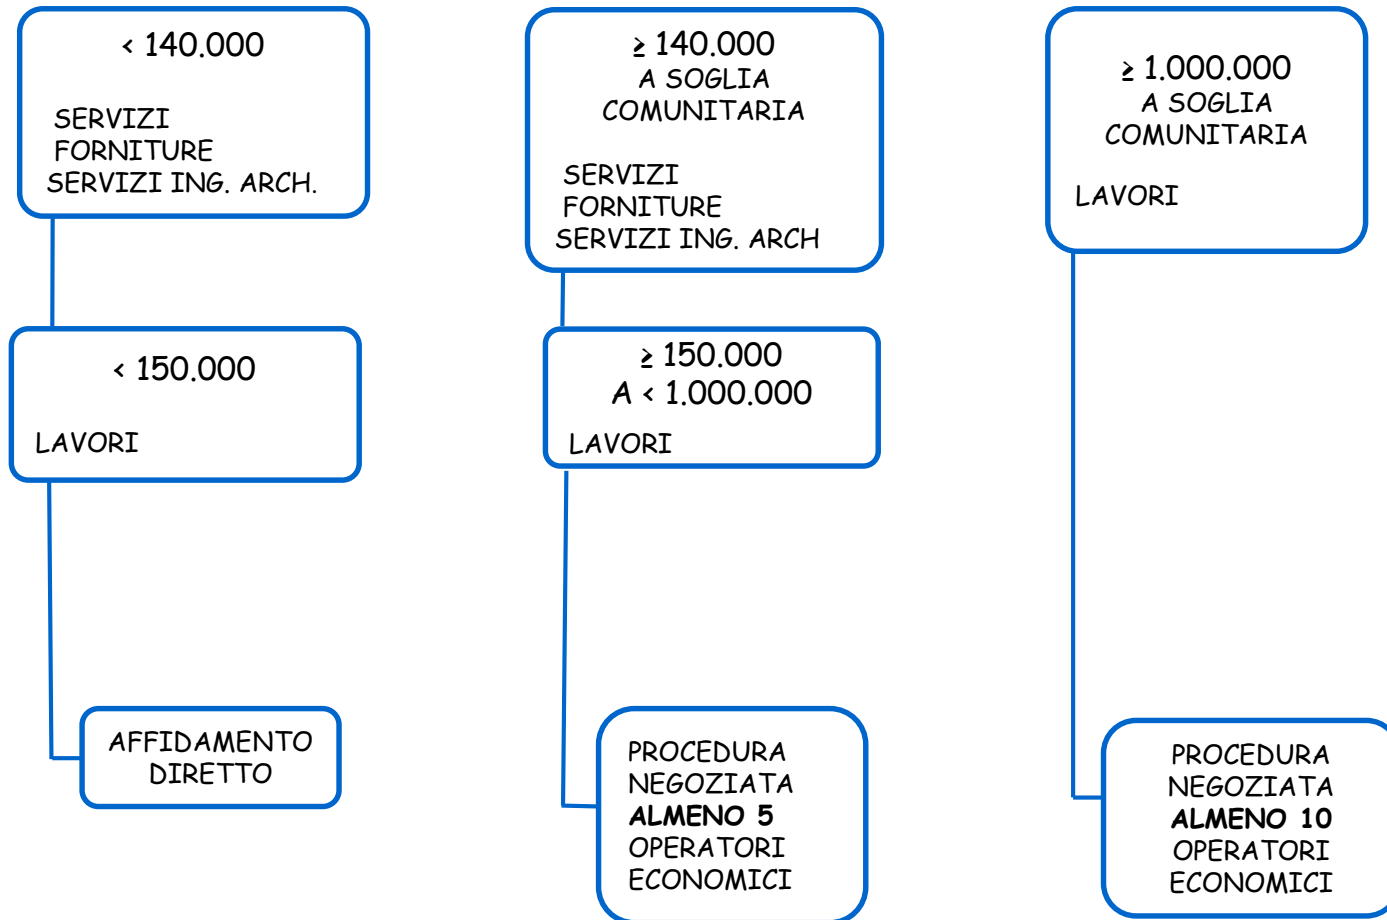 < 140.000
SERVIZI
FORNITURE
SERVIZI ING. ARCH.
< 150.000
LAVORI
AFFIDAMENTO
DIRETTO
≥ 140.000
A SOGLIA
COMUNITARIA
SERVIZI
FORNITURE
SERVIZI ING. ARCH
≥ 150.000
A < 1.000.000
LAVORI
PROCEDURA
NEGOZIATA
ALMENO 5
OPERATORI
ECONOMICI
≥ 1.000.000
A SOGLIA
COMUNITARIA
LAVORI
PROCEDURA
NEGOZIATA
ALMENO 10
OPERATORI
ECONOMICI